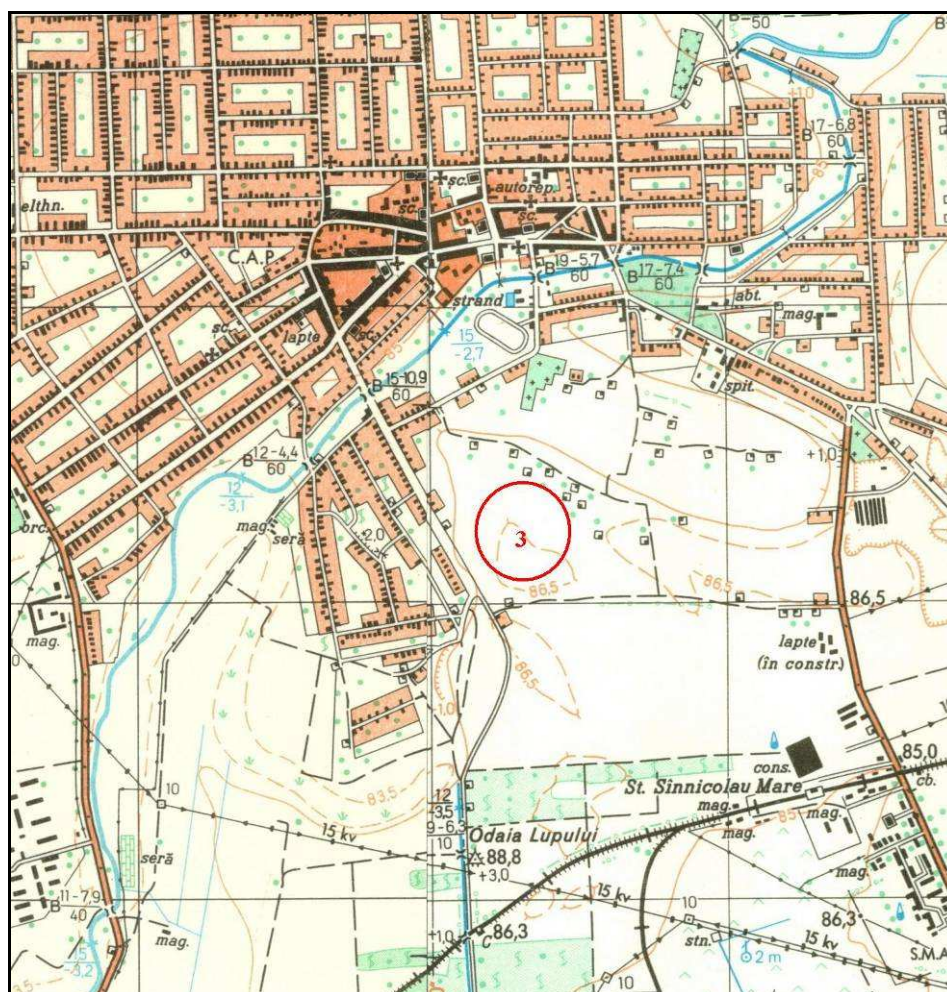 B-50
17-6,8
B
60
+1,0
85
sc.
autorep.
elthn.
sc.
sc.
C.A.P.
B 19-5,7
60
B 17-7,4
60
strand
abt.
mag.
sc.
lapte
sc.
85
15
-2,7
spit.
B 15-10,9
60
B 12-4,4
60
+1,0
12
-3,1
orc.
mag.
seră
2,0
3
86,5
86,5
86,5
mag.
lapte
(în constr.)
86,5
-1,0
cons.
85,0
cb.
St. Sînnicolau Mare
10
83,5
12
3,5
mag.
mag.
mag.
85
15 kv
9-6,3
10
Odaia Lupului
88,8
+3,0
seră
15 kv
mag.
11-7,9
B
40
10
86,3
+1,0
C
86,3
stn.
15 kv
mag.
15
-3,2
2 m
S.M.A
10